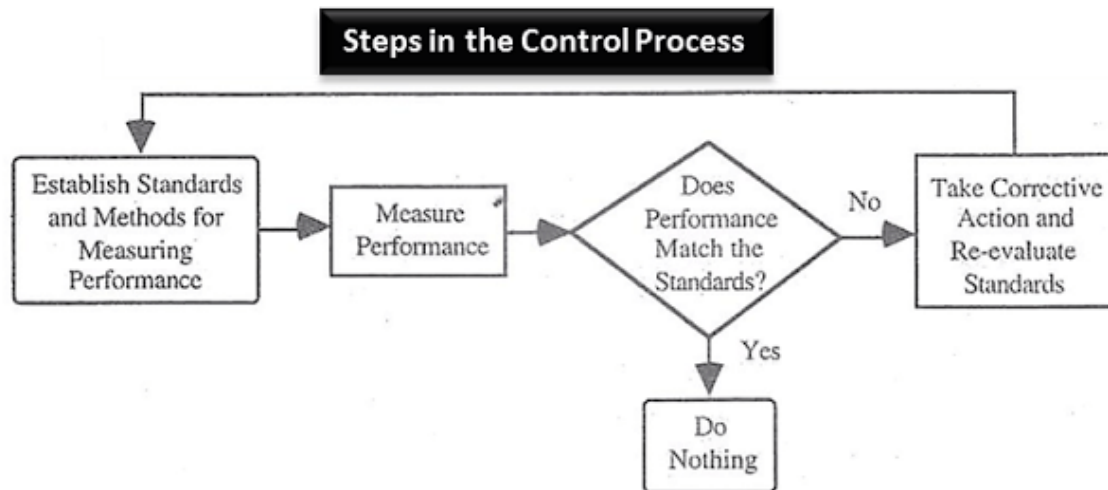 Steps in the Control Process
Establish Standards
and Methods for
Measuring
Performance
Measure
Performance
Does
Performance
Match the
Standards?
No
Take Corrective
Action and
Re-evaluate
Standards
Yes
Do
Nothing